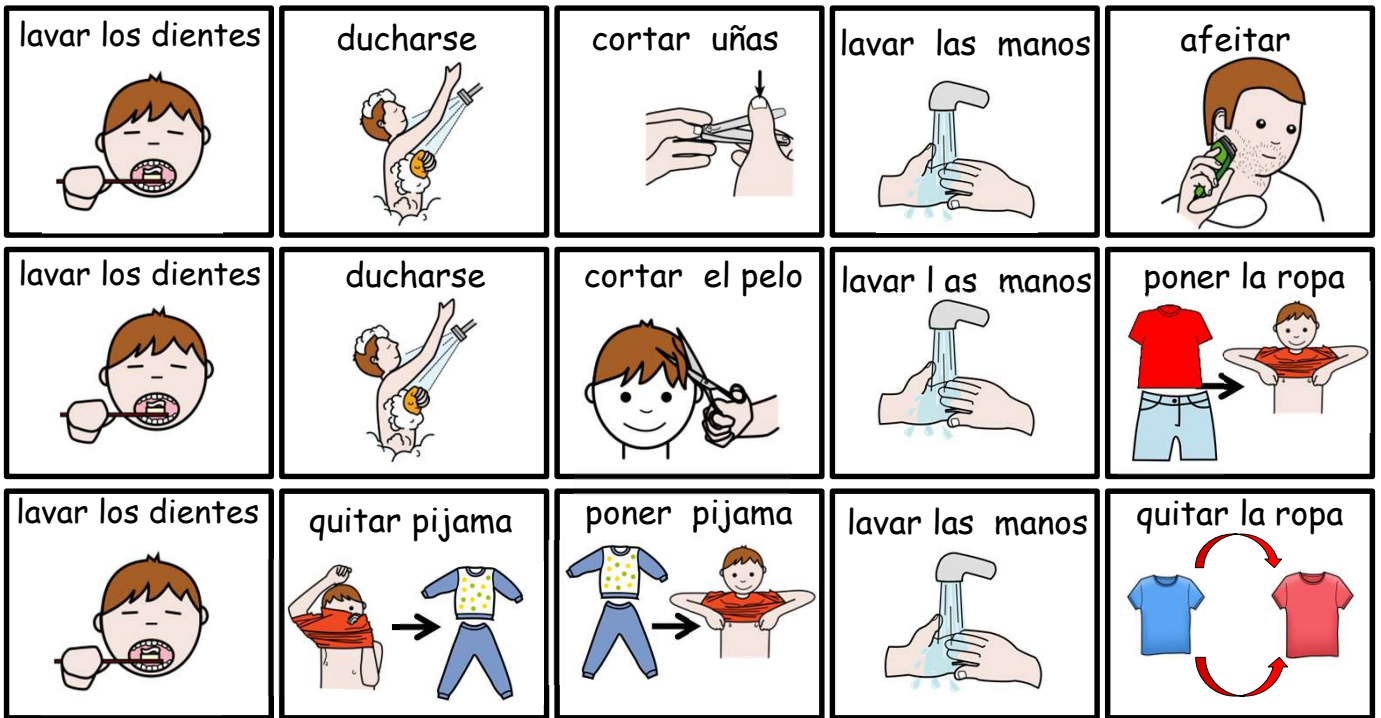 lavar los dientes
ducharse
cortar uñas
lavar las manos
afeitar
lavar los dientes
ducharse
cortar el pelo
lavar l as manos
poner la ropa
lavar los dientes
quitar pijama
poner pijama
lavar las manos
quitar la ropa